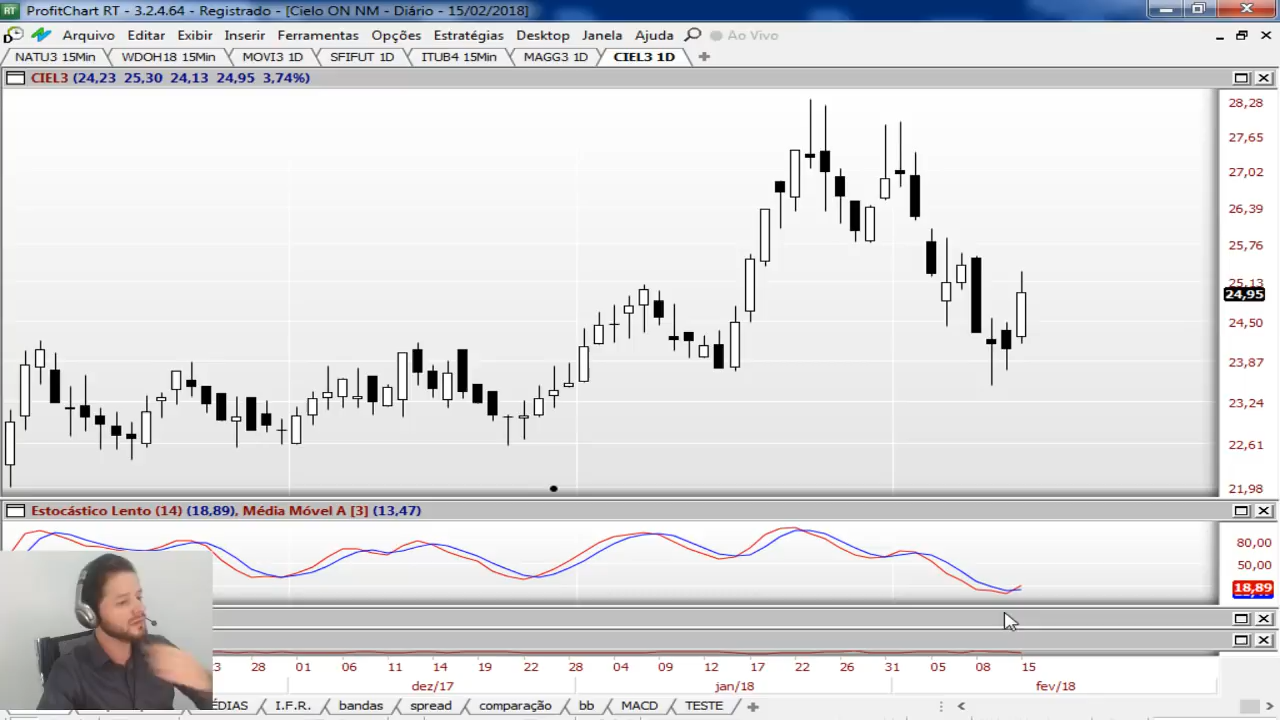 RT ProfitChart RT - 3.2.4.64 - Registrado - [Cielo ON NM - Diário - 15/02/2018]
D Arquivo Editar Exibir Inserir Ferramentas Opções Estratégias Desktop Janela Ajuda Ao Vivo
NATU3 15Min WDOH18 15Min MOVI3 1D SFIFUT 1D ITUB4 15Min MAGG3 1D CIEL3 1D
CIEL3 (24,23 25,30 24,13 24,95 3,74%)
28,28
27,65
27,02
26,39
25,76
25,13
24,95
24,50
23,87
23,24
22,61
21,98
Estocástico Lento (14) (18,89), Média Móvel A [3] (13,47)
80,00
50,00
18,89
28 01 06 11 14 19 22 28 04 09 12 17 22 26 31 05 08 15
dez/17 jan/18 fev/18
I.F.R. bandas spread comparação bb MACD TESTE